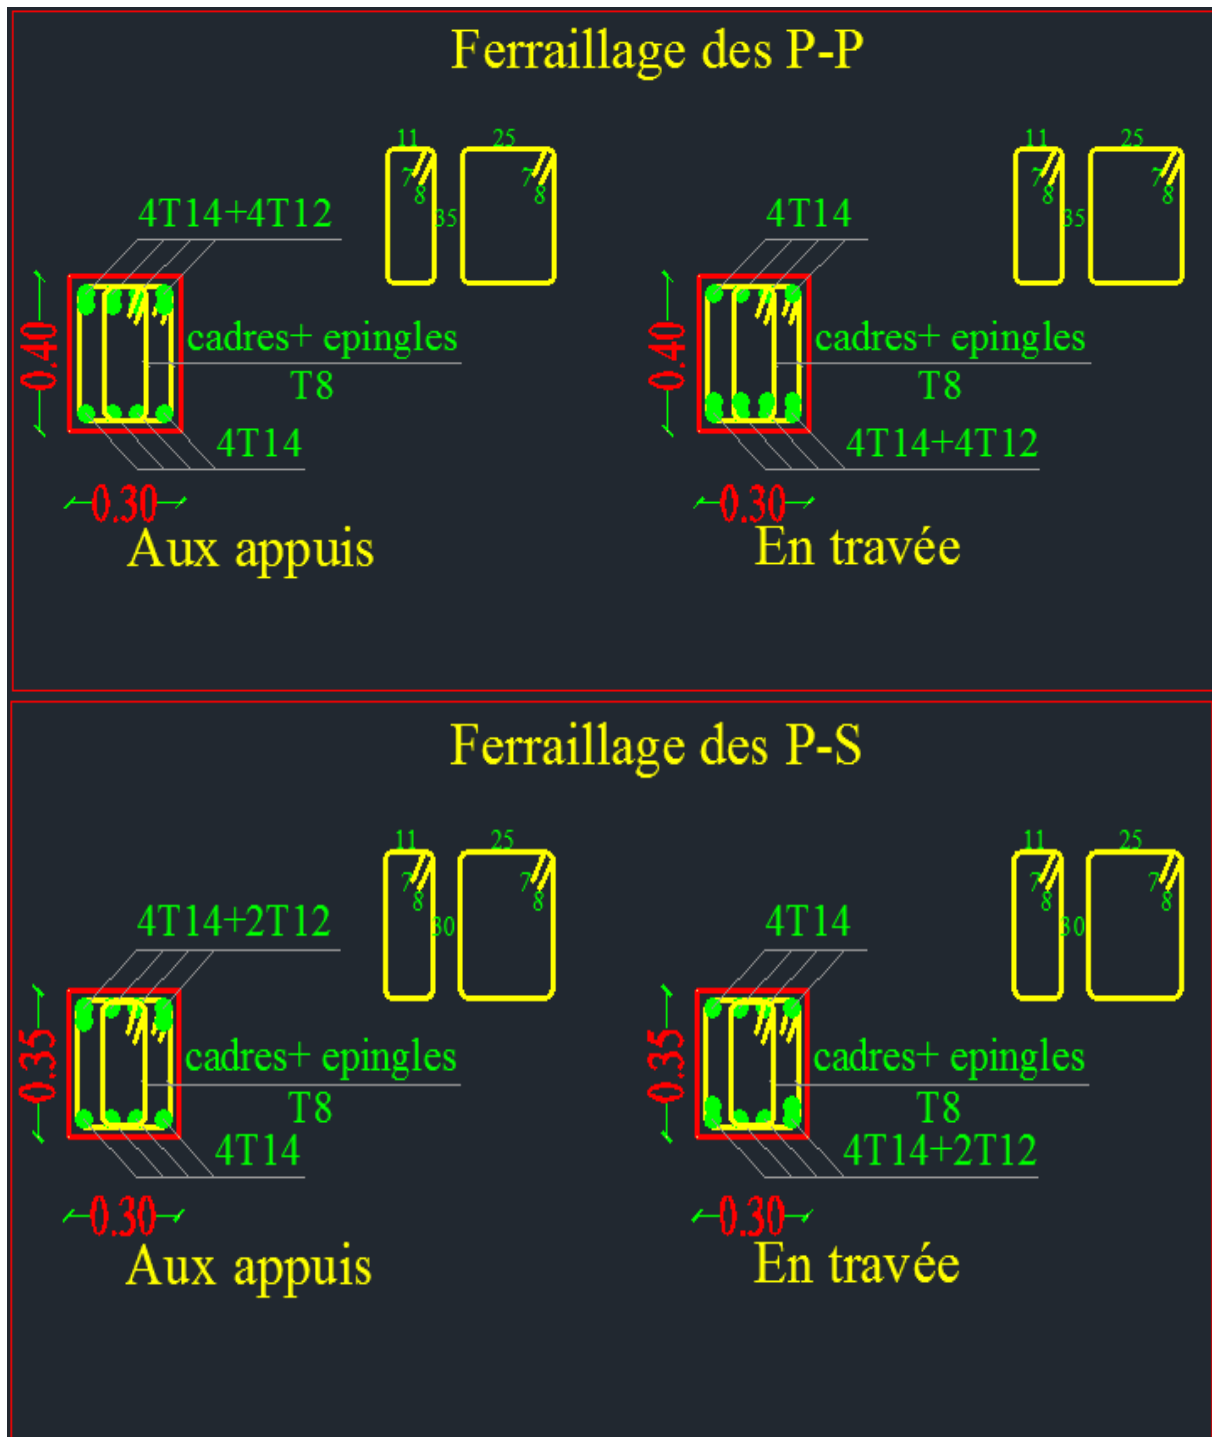 Ferraillage des P-P
11
25
7
8
7
8
35
4T14+4T12
0.40
cadres+ epingles
T8
4T14
0.30
Aux appuis
11
25
7
8
7
8
35
4T14
0.40
cadres+ epingles
T8
4T14+4T12
0.30
En travée
Ferraillage des P-S
11
25
7
8
7
8
30
4T14+2T12
0.35
cadres+ epingles
T8
4T14
0.30
Aux appuis
11
25
7
8
7
8
30
4T14
0.35
cadres+ epingles
T8
4T14+2T12
0.30
En travée